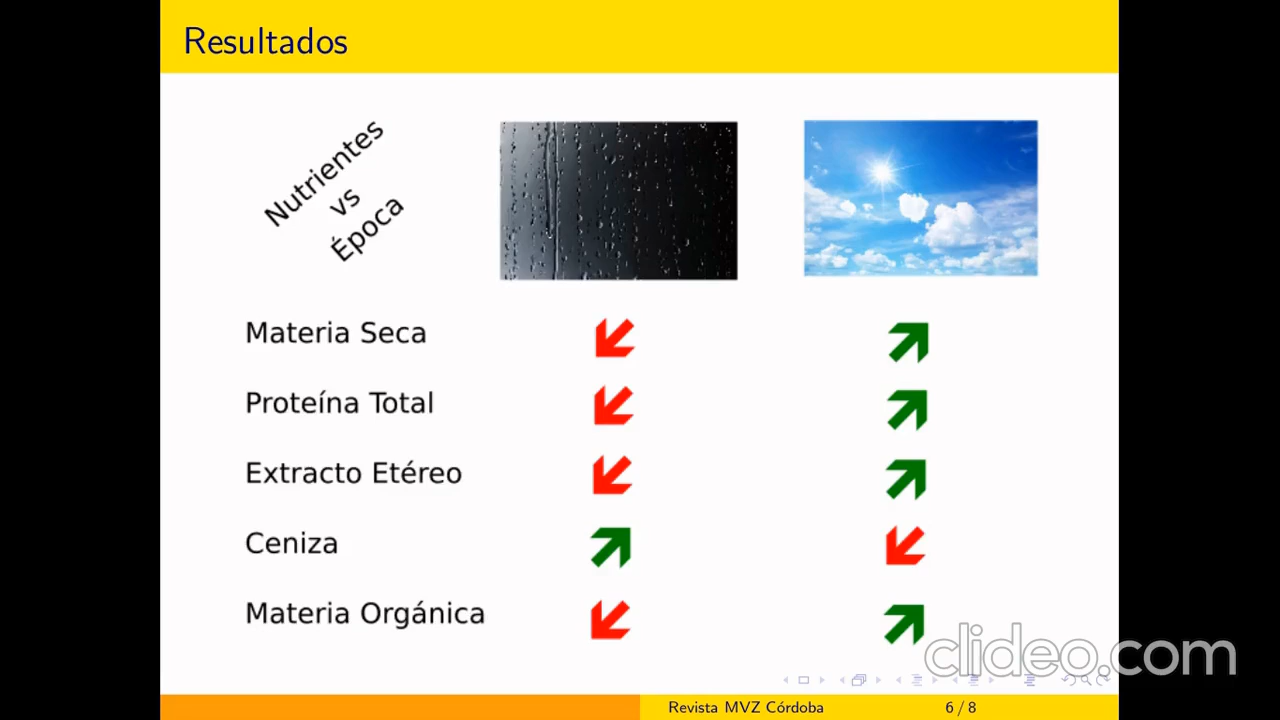 Resultados
Nutrientes
vs
Época
Materia Seca
Proteína Total
Extracto Etéreo
Ceniza
Materia Orgánica
clideo.com
Revista MVZ Córdoba
6 / 8